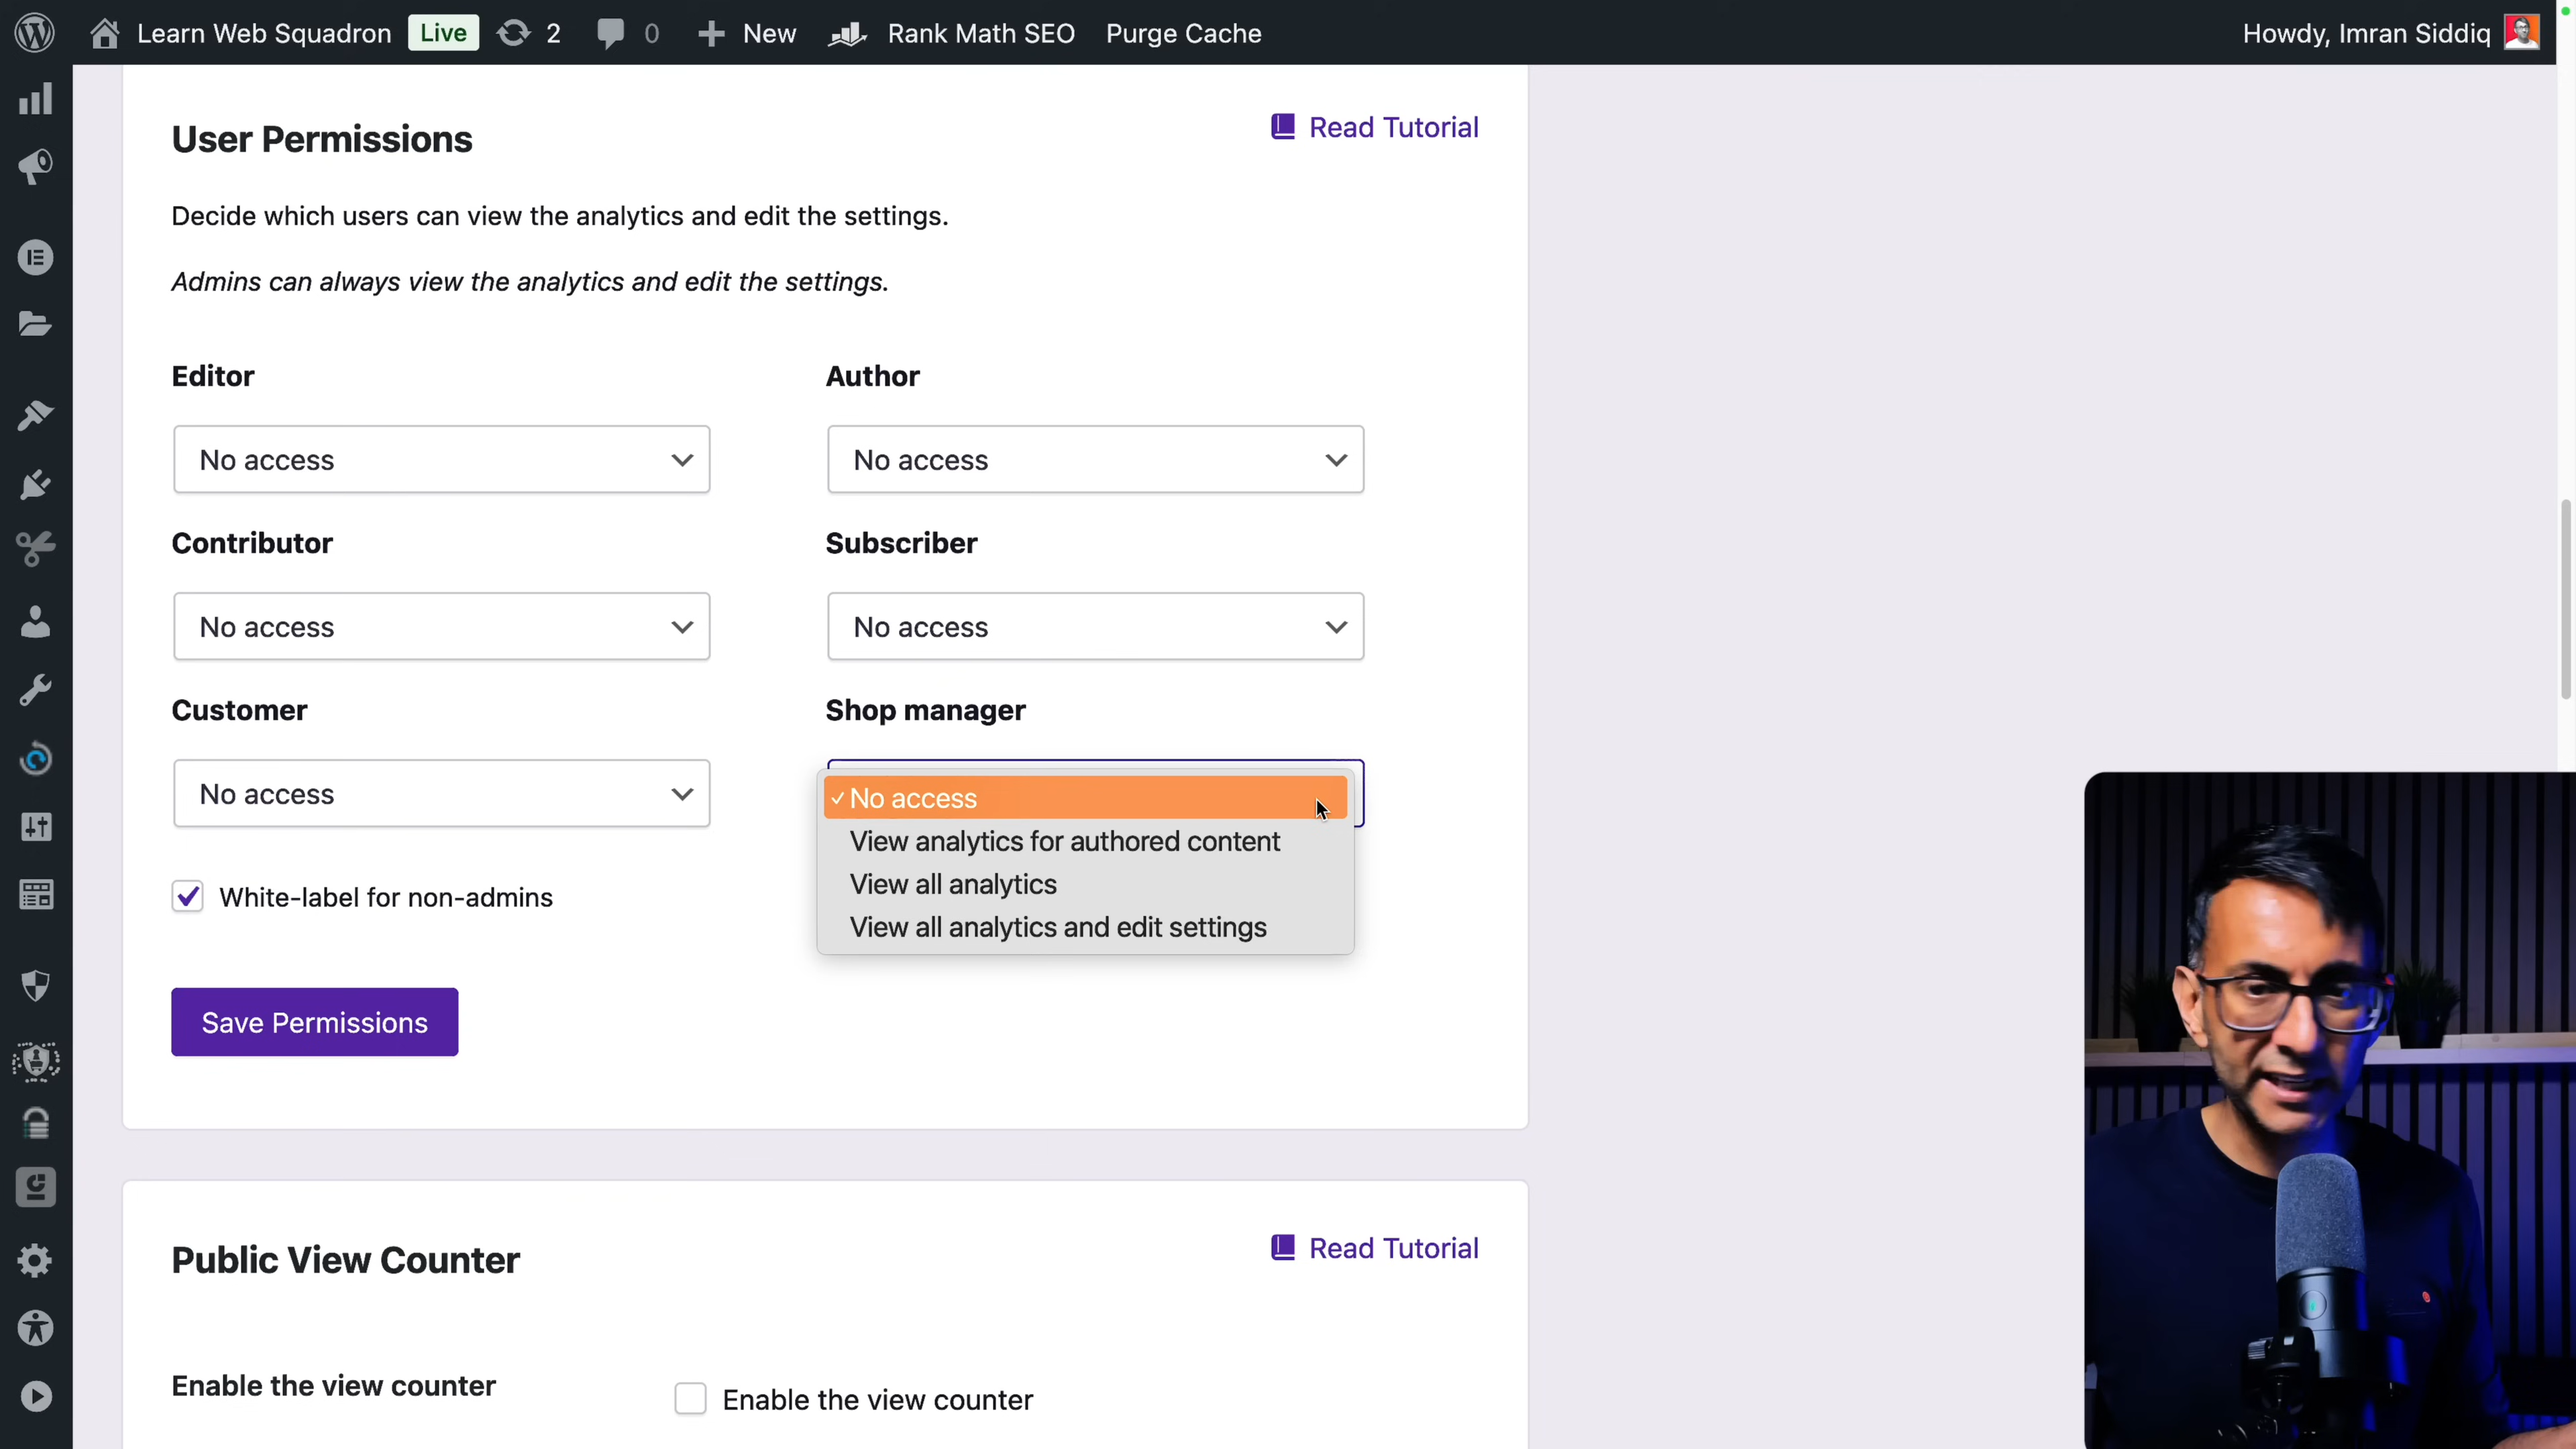 Learn Web Squadron Live 2 0 New Rank Math SEO Purge Cache Howdy, Imran Siddiq
User Permissions
Read Tutorial
Decide which users can view the analytics and edit the settings.
Admins can always view the analytics and edit the settings.
Editor
Author
No access
No access
Contributor
Subscriber
No access
No access
Customer
Shop manager
No access
No access
View analytics for authored content
View all analytics
View all analytics and edit settings
White-label for non-admins
Save Permissions
Public View Counter
Read Tutorial
Enable the view counter
Enable the view counter